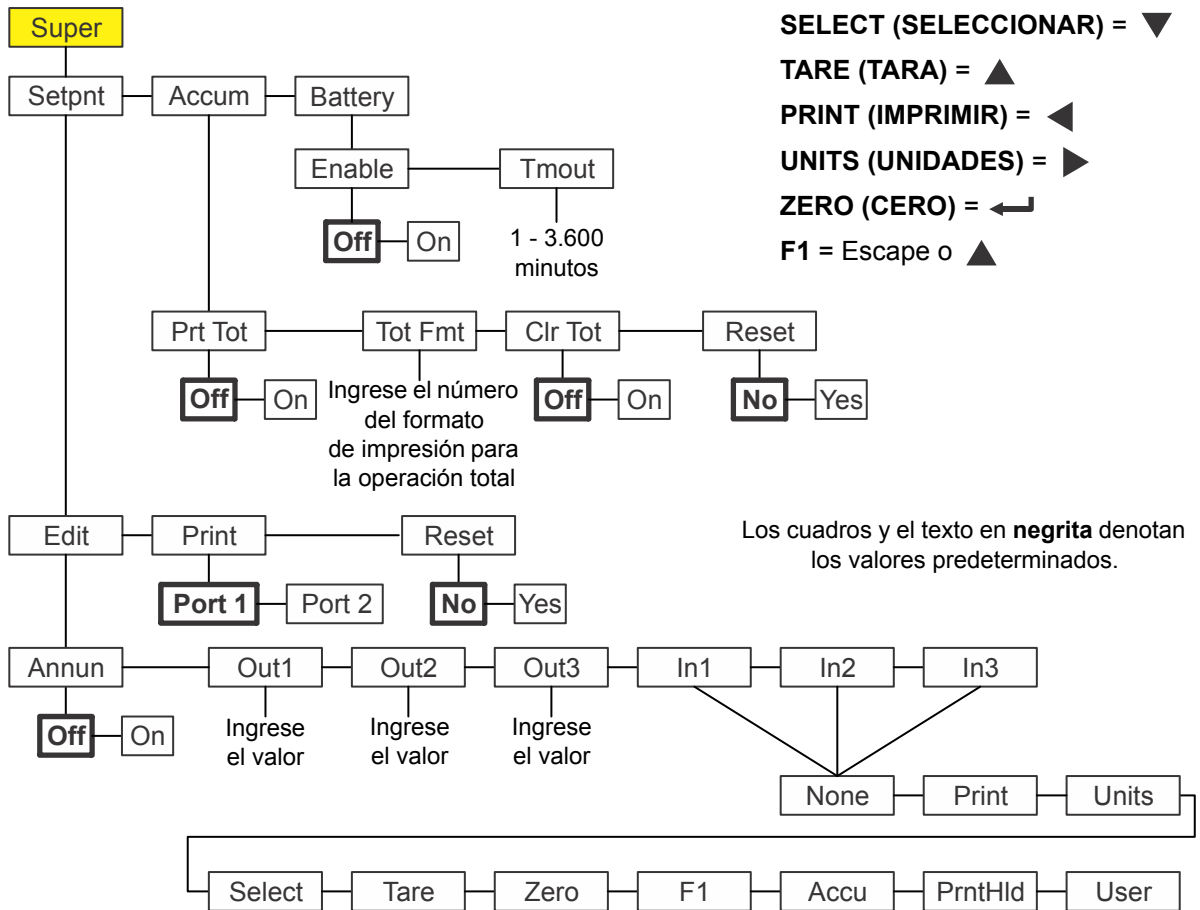 Super
SELECT (SELECCIONAR) = ▼
TARE (TARA) = ▲
PRINT (IMPRIMIR) = ◀
UNITS (UNIDADES) = ▶
ZERO (CERO) = ↵
F1 = Escape o ▲
Setpnt Accum Battery
Enable Tmout
Off On
1 - 3.600
minutos
Prt Tot Tot Fmt Clr Tot Reset
Off On
Ingrese el número
del formato
de impresión para
la operación total
Off On
No Yes
Edit Print Reset
Port 1 Port 2
No Yes
Los cuadros y el texto en negrita denotan
los valores predeterminados.
Annun Out1 Out2 Out3 In1 In2 In3
Off On
Ingrese
el valor
Ingrese
el valor
Ingrese
el valor
None Print Units
Select Tare Zero F1 Accu PrntHld User